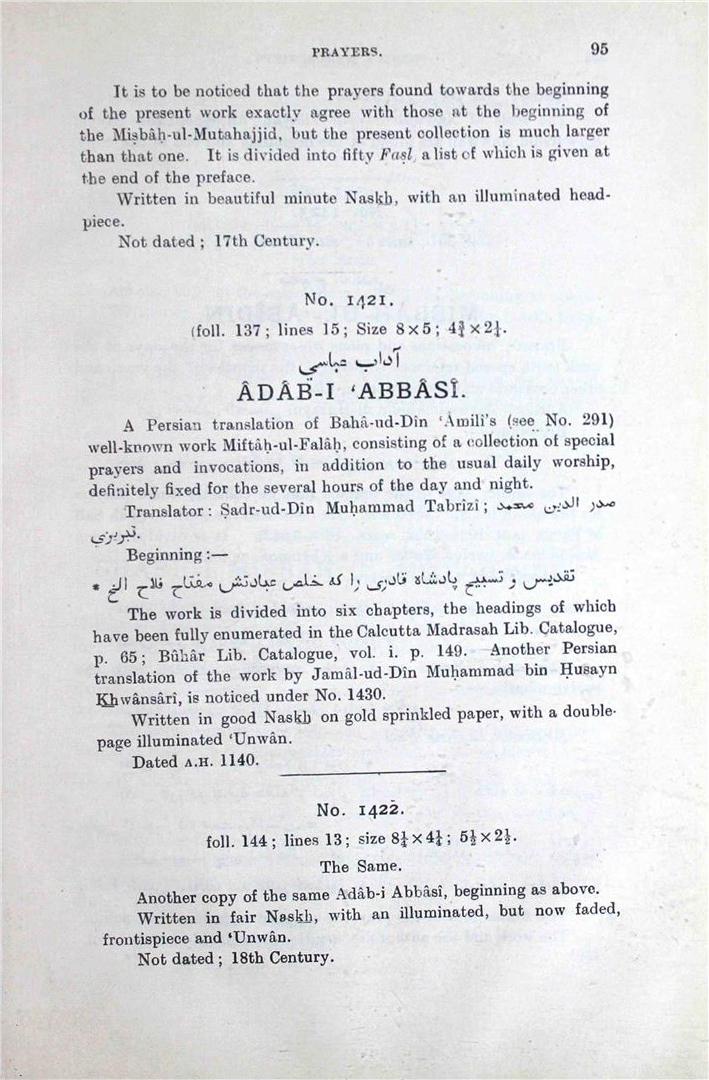 PRAYERS. 95
It is to be noticed that the prayers found towards the beginning
of the present work exactly agree with those at the beginning of
the Miṣbâḥ-ul-Mutahajjid, but the present collection is much larger
than that one. It is divided into fifty Faṣl, a list of which is given at
the end of the preface.
Written in beautiful minute Naskh, with an illuminated head-
piece.
Not dated ; 17th Century.
No. 1421.
(foll. 137 ; lines 15 ; Size 8×5 ; 4¾×2¼.
آداب عباسي
ÂDÂB-I ‘ABBÂSÎ.
A Persian translation of Bahâ-ud-Dîn ‘Âmilî's (see No. 291)
well-known work Miftâḥ-ul-Falâḥ, consisting of a collection of special
prayers and invocations, in addition to the usual daily worship,
definitely fixed for the several hours of the day and night.
Translator : Ṣadr-ud-Dîn Muḥammad Tabrîzî ; صدر الدين محمد
تبريزي.
Beginning :—
تقديس و تسبيح پادشاه قادرى را كه خلص عبادتش مفتاح فلاح الخ *
The work is divided into six chapters, the headings of which
have been fully enumerated in the Calcutta Madrasah Lib. Catalogue,
p. 65 ; Bûhâr Lib. Catalogue, vol. i. p. 149. Another Persian
translation of the work by Jamâl-ud-Dîn Muḥammad bin Ḥusayn
Khwânsârî, is noticed under No. 1430.
Written in good Naskh on gold sprinkled paper, with a double-
page illuminated ‘Unwân.
Dated A.H. 1140.
No. 1422.
foll. 144 ; lines 13 ; size 8¼×4¼ ; 5½×2½.
The Same.
Another copy of the same Adâb-i Abbâsî, beginning as above.
Written in fair Naskh, with an illuminated, but now faded,
frontispiece and ‘Unwân.
Not dated ; 18th Century.